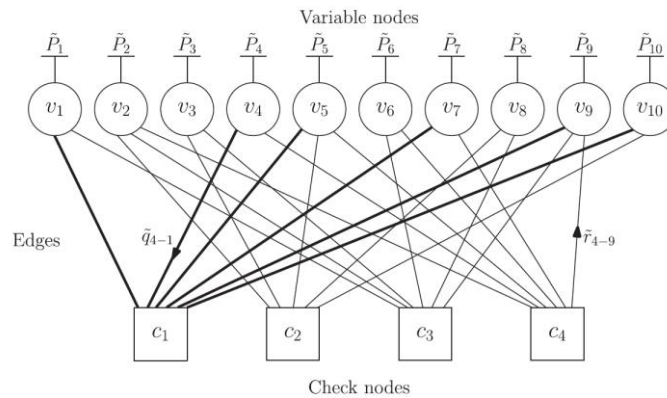 Variable nodes
P̃₁ P̃₂ P̃₃ P̃₄ P̃₅ P̃₆ P̃₇ P̃₈ P̃₉ P̃₁₀
v₁ v₂ v₃ v₄ v₅ v₆ v₇ v₈ v₉ v₁₀
Edges q̃₄₋₁ r̃₄₋₉
c₁ c₂ c₃ c₄
Check nodes